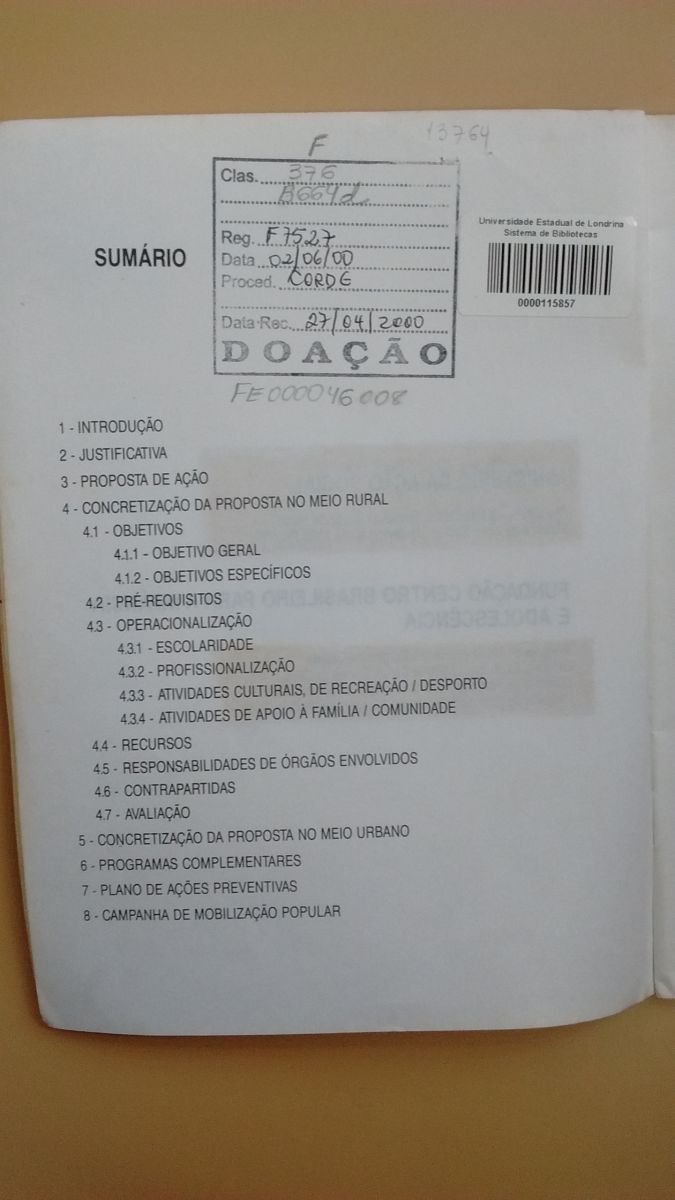 13764
F
Clas. 376
B664d
Reg. F7527
Data 02/06/00
Proced. CORDE
Data Rec. 27/04/2000
DOAÇÃO
FE000046008
Universidade Estadual de Londrina
Sistema de Bibliotecas
0000115857
SUMÁRIO
1 - INTRODUÇÃO
2 - JUSTIFICATIVA
3 - PROPOSTA DE AÇÃO
4 - CONCRETIZAÇÃO DA PROPOSTA NO MEIO RURAL
4.1 - OBJETIVOS
4.1.1 - OBJETIVO GERAL
4.1.2 - OBJETIVOS ESPECÍFICOS
4.2 - PRÉ-REQUISITOS
4.3 - OPERACIONALIZAÇÃO
4.3.1 - ESCOLARIDADE
4.3.2 - PROFISSIONALIZAÇÃO
4.3.3 - ATIVIDADES CULTURAIS, DE RECREAÇÃO / DESPORTO
4.3.4 - ATIVIDADES DE APOIO À FAMÍLIA / COMUNIDADE
4.4 - RECURSOS
4.5 - RESPONSABILIDADES DE ÓRGÃOS ENVOLVIDOS
4.6 - CONTRAPARTIDAS
4.7 - AVALIAÇÃO
5 - CONCRETIZAÇÃO DA PROPOSTA NO MEIO URBANO
6 - PROGRAMAS COMPLEMENTARES
7 - PLANO DE AÇÕES PREVENTIVAS
8 - CAMPANHA DE MOBILIZAÇÃO POPULAR
FUNDAÇÃO CENTRO BRASILEIRO
E ADOLESCÊNCIA